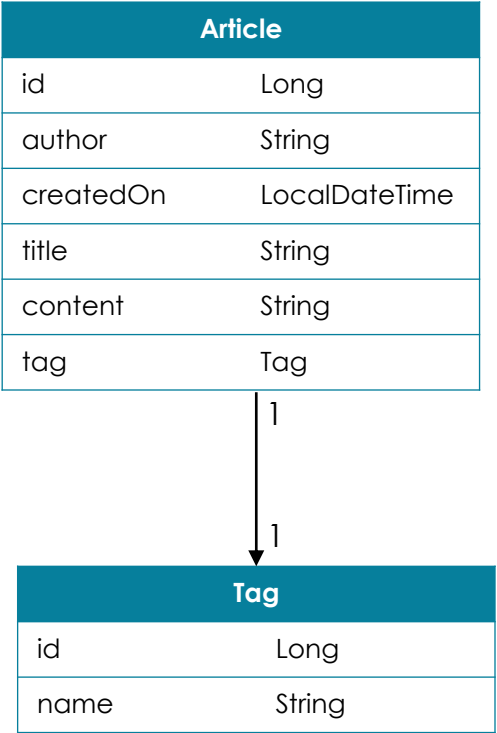 Article
id Long
author String
createdOn LocalDateTime
title String
content String
tag Tag
1
1
Tag
id Long
name String